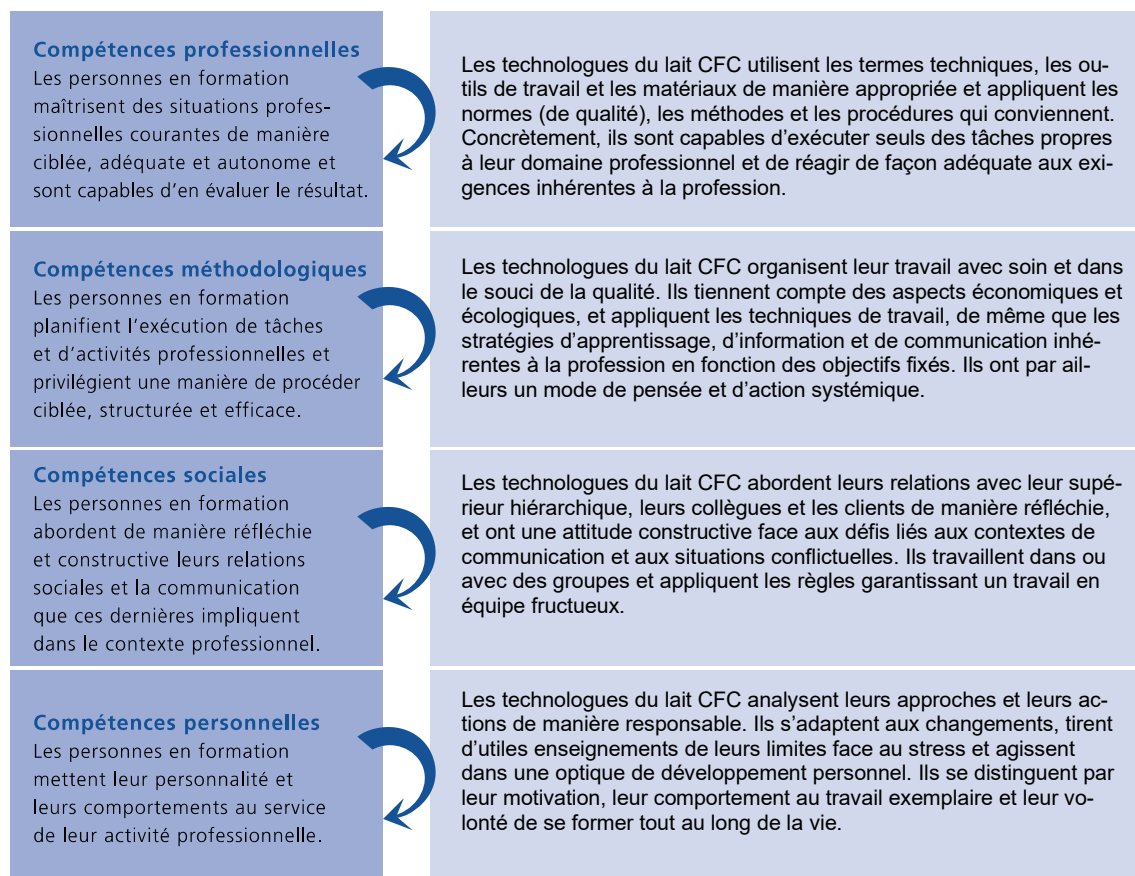 Compétences professionnelles
Les personnes en formation
maîtrisent des situations profes-
sionnelles courantes de manière
ciblée, adéquate et autonome et
sont capables d'en évaluer le résultat.
Les technologues du lait CFC utilisent les termes techniques, les ou-
tils de travail et les matériaux de manière appropriée et appliquent les
normes (de qualité), les méthodes et les procédures qui conviennent.
Concrètement, ils sont capables d'exécuter seuls des tâches propres
à leur domaine professionnel et de réagir de façon adéquate aux exi-
gences inhérentes à la profession.
Compétences méthodologiques
Les personnes en formation
planifient l'exécution de tâches
et d'activités professionnelles et
privilégient une manière de procéder
ciblée, structurée et efficace.
Les technologues du lait CFC organisent leur travail avec soin et dans
le souci de la qualité. Ils tiennent compte des aspects économiques et
écologiques, et appliquent les techniques de travail, de même que les
stratégies d'apprentissage, d'information et de communication inhé-
rentes à la profession en fonction des objectifs fixés. Ils ont par ail-
leurs un mode de pensée et d'action systémique.
Compétences sociales
Les personnes en formation
abordent de manière réfléchie
et constructive leurs relations
sociales et la communication
que ces dernières impliquent
dans le contexte professionnel.
Les technologues du lait CFC abordent leurs relations avec leur supé-
rieur hiérarchique, leurs collègues et les clients de manière réfléchie,
et ont une attitude constructive face aux défis liés aux contextes de
communication et aux situations conflictuelles. Ils travaillent dans ou
avec des groupes et appliquent les règles garantissant un travail en
équipe fructueux.
Compétences personnelles
Les personnes en formation
mettent leur personnalité et
leurs comportements au service
de leur activité professionnelle.
Les technologues du lait CFC analysent leurs approches et leurs ac-
tions de manière responsable. Ils s'adaptent aux changements, tirent
d'utiles enseignements de leurs limites face au stress et agissent
dans une optique de développement personnel. Ils se distinguent par
leur motivation, leur comportement au travail exemplaire et leur vo-
lonté de se former tout au long de la vie.